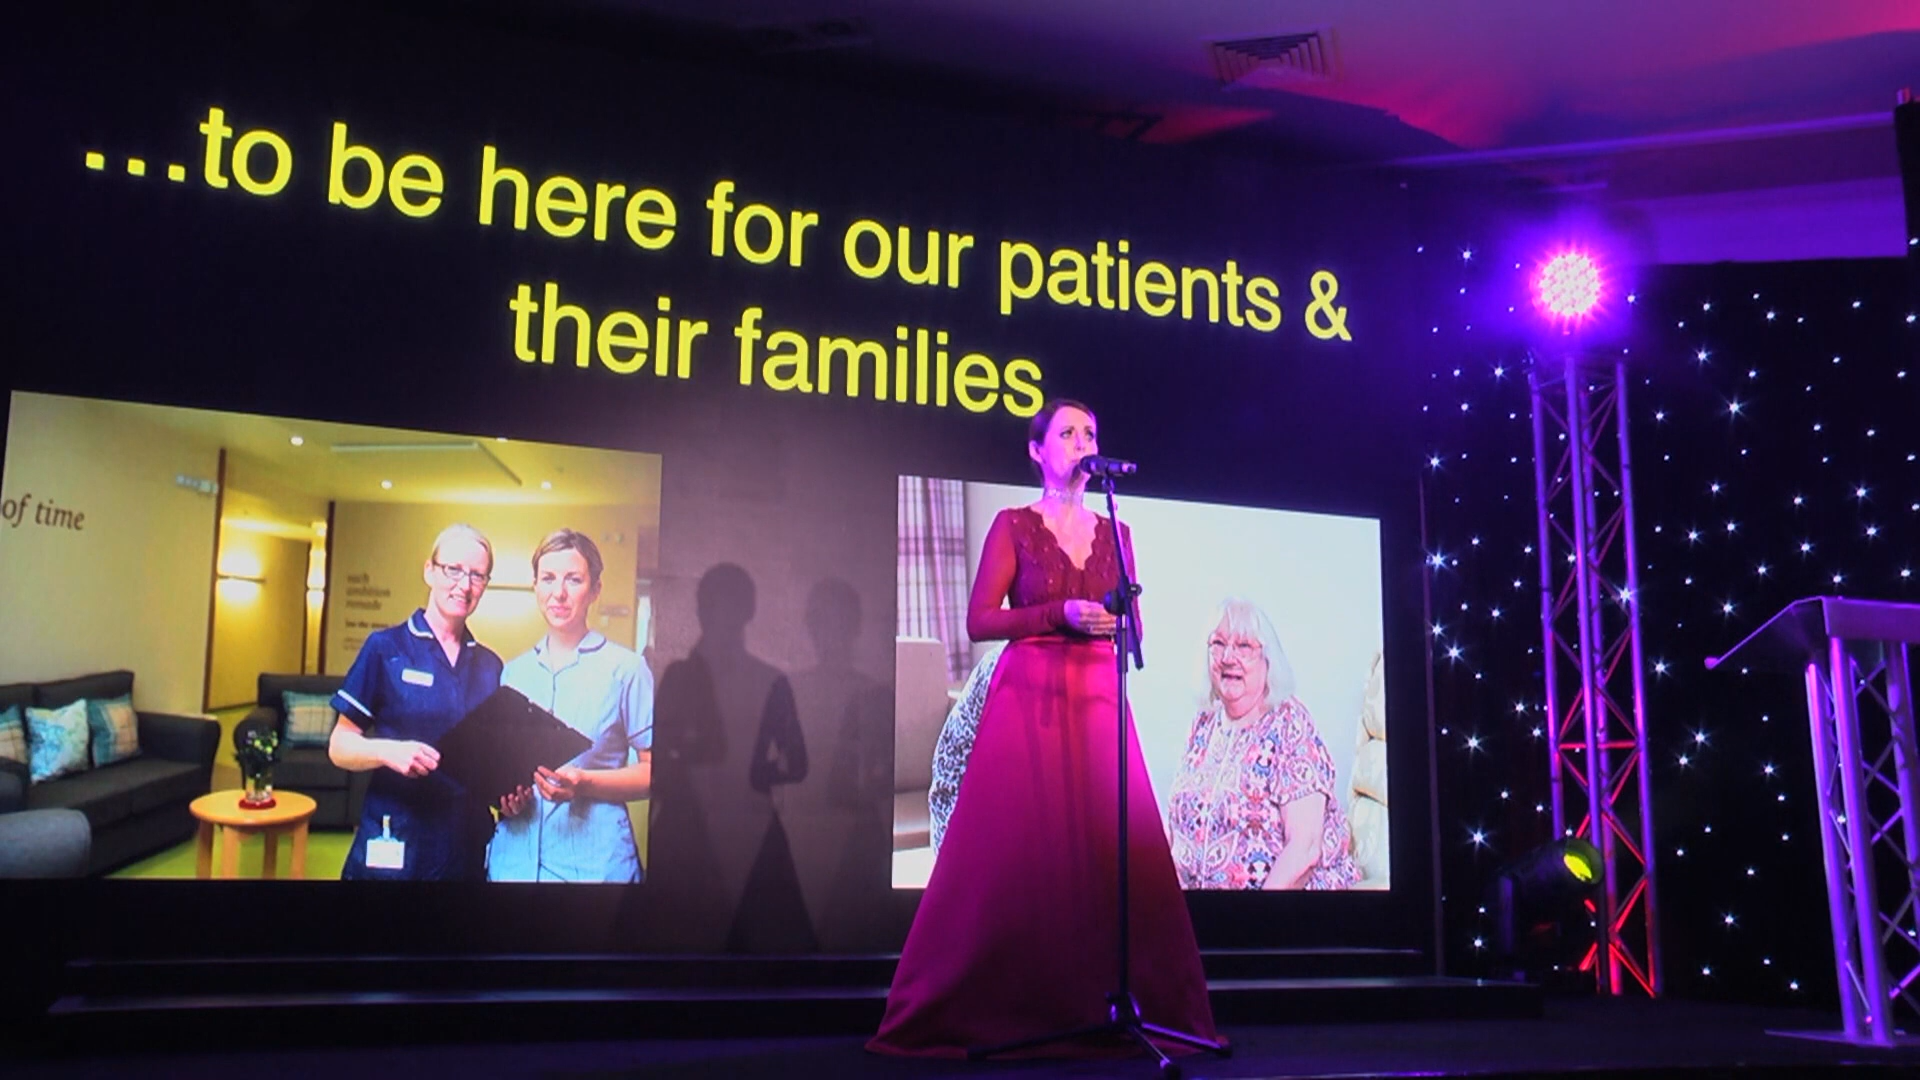 ...to be here for our patients &
their families
of time